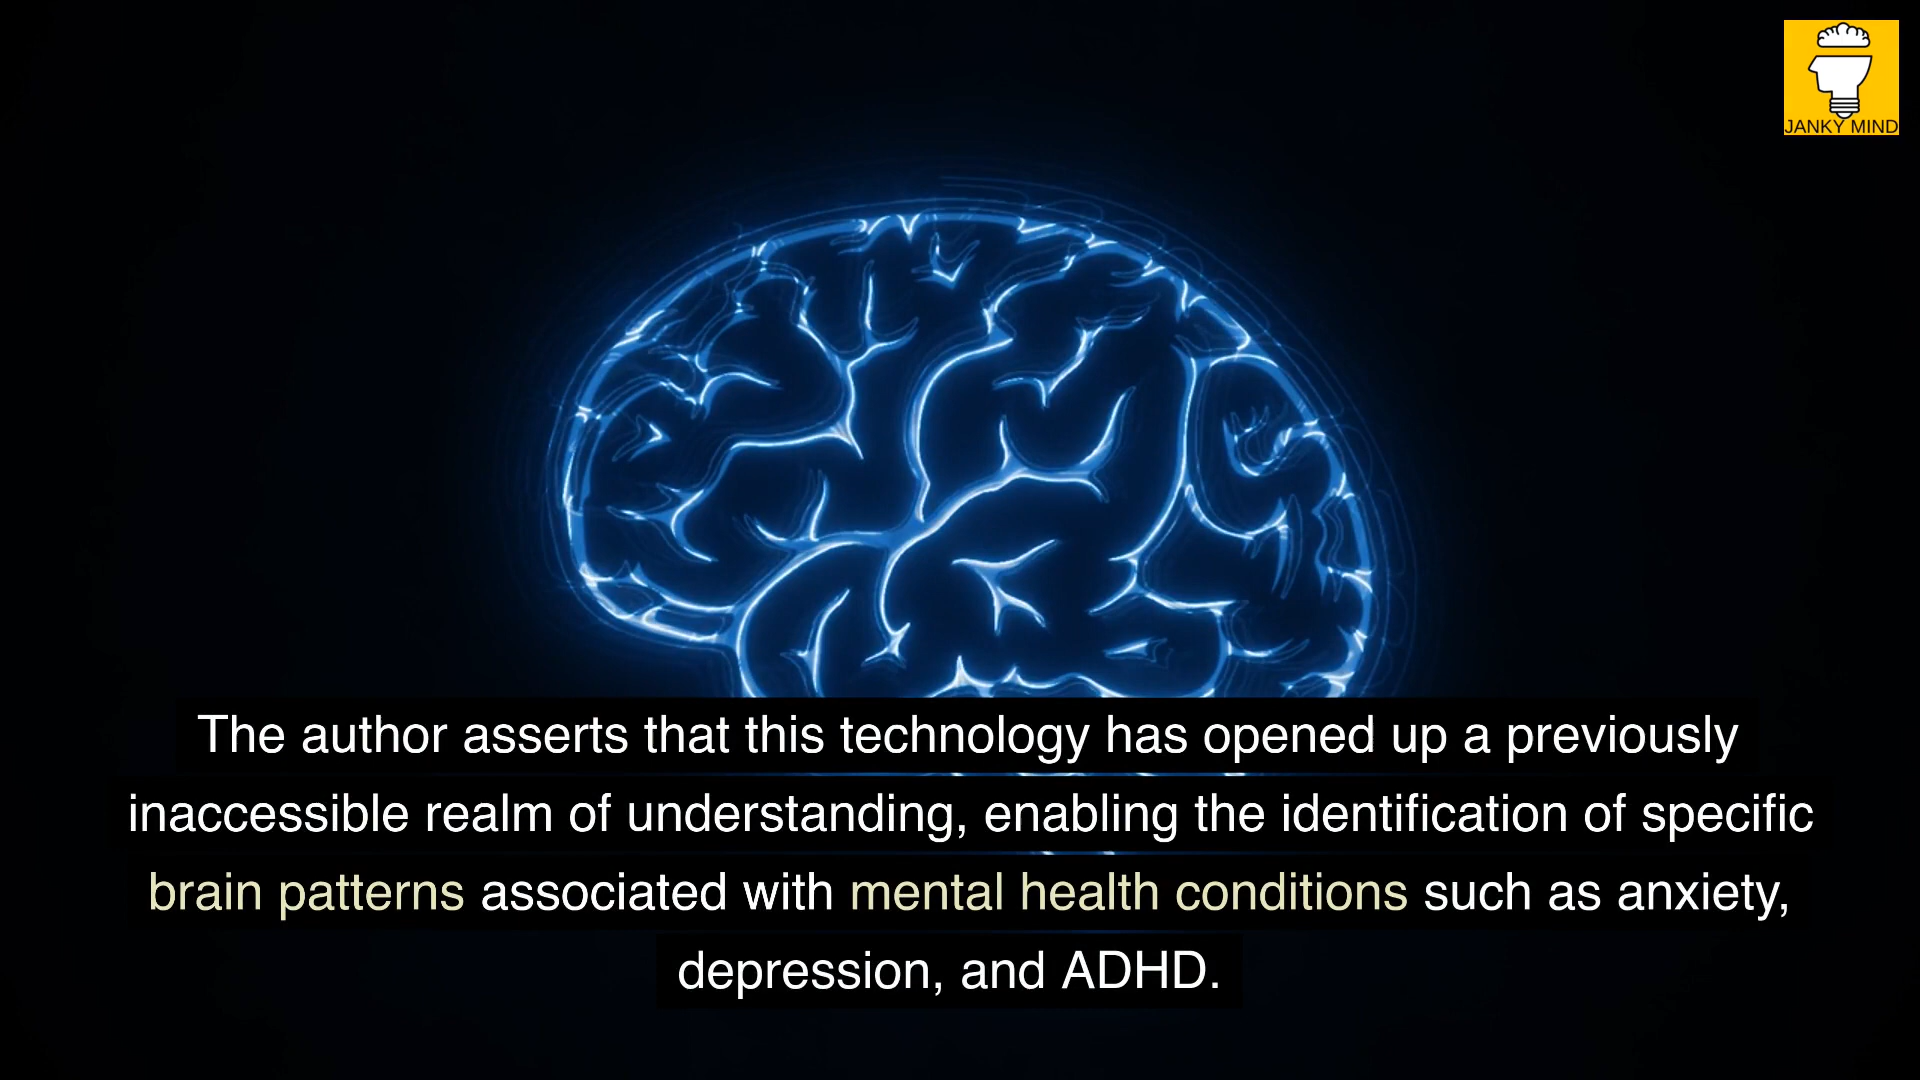 JANKY MIND
The author asserts that this technology has opened up a previously
inaccessible realm of understanding, enabling the identification of specific
brain patterns associated with mental health conditions such as anxiety,
depression, and ADHD.